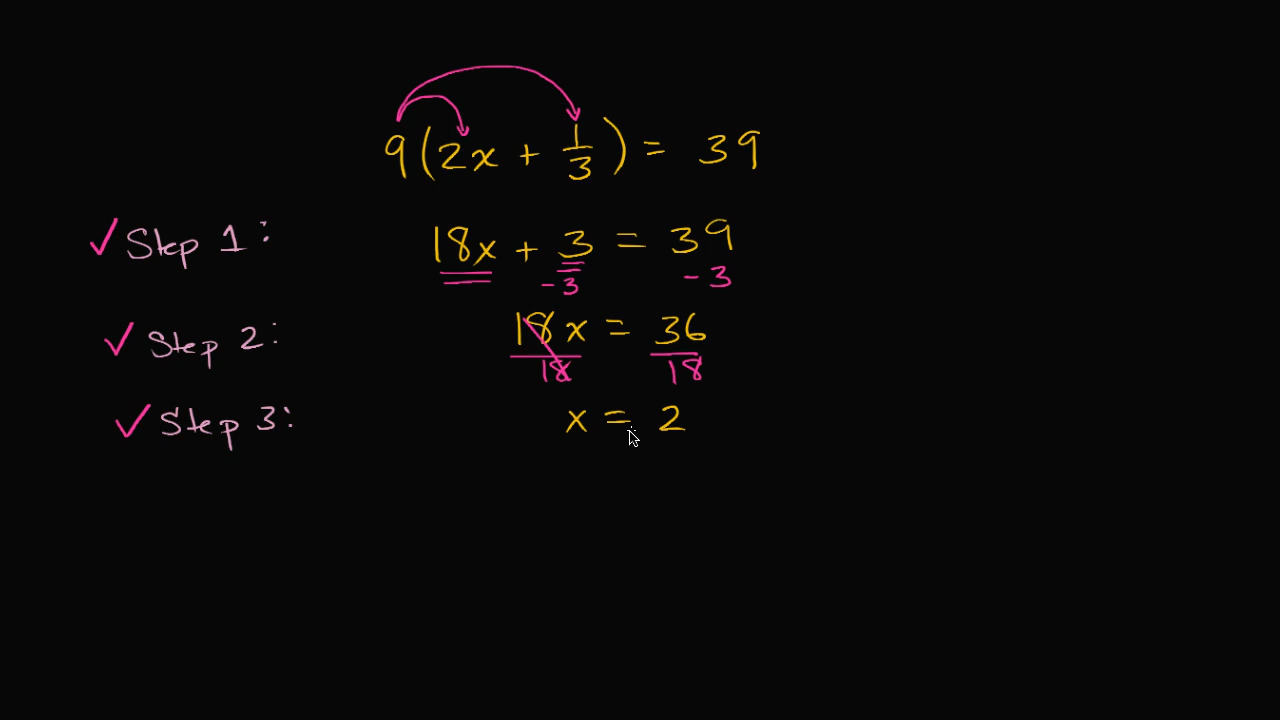 9(2x + 1/3) = 39
✓ Step 1: 18x + 3 = 39
-3 -3
✓ Step 2: 18x = 36
18 18
✓ Step 3: x = 2